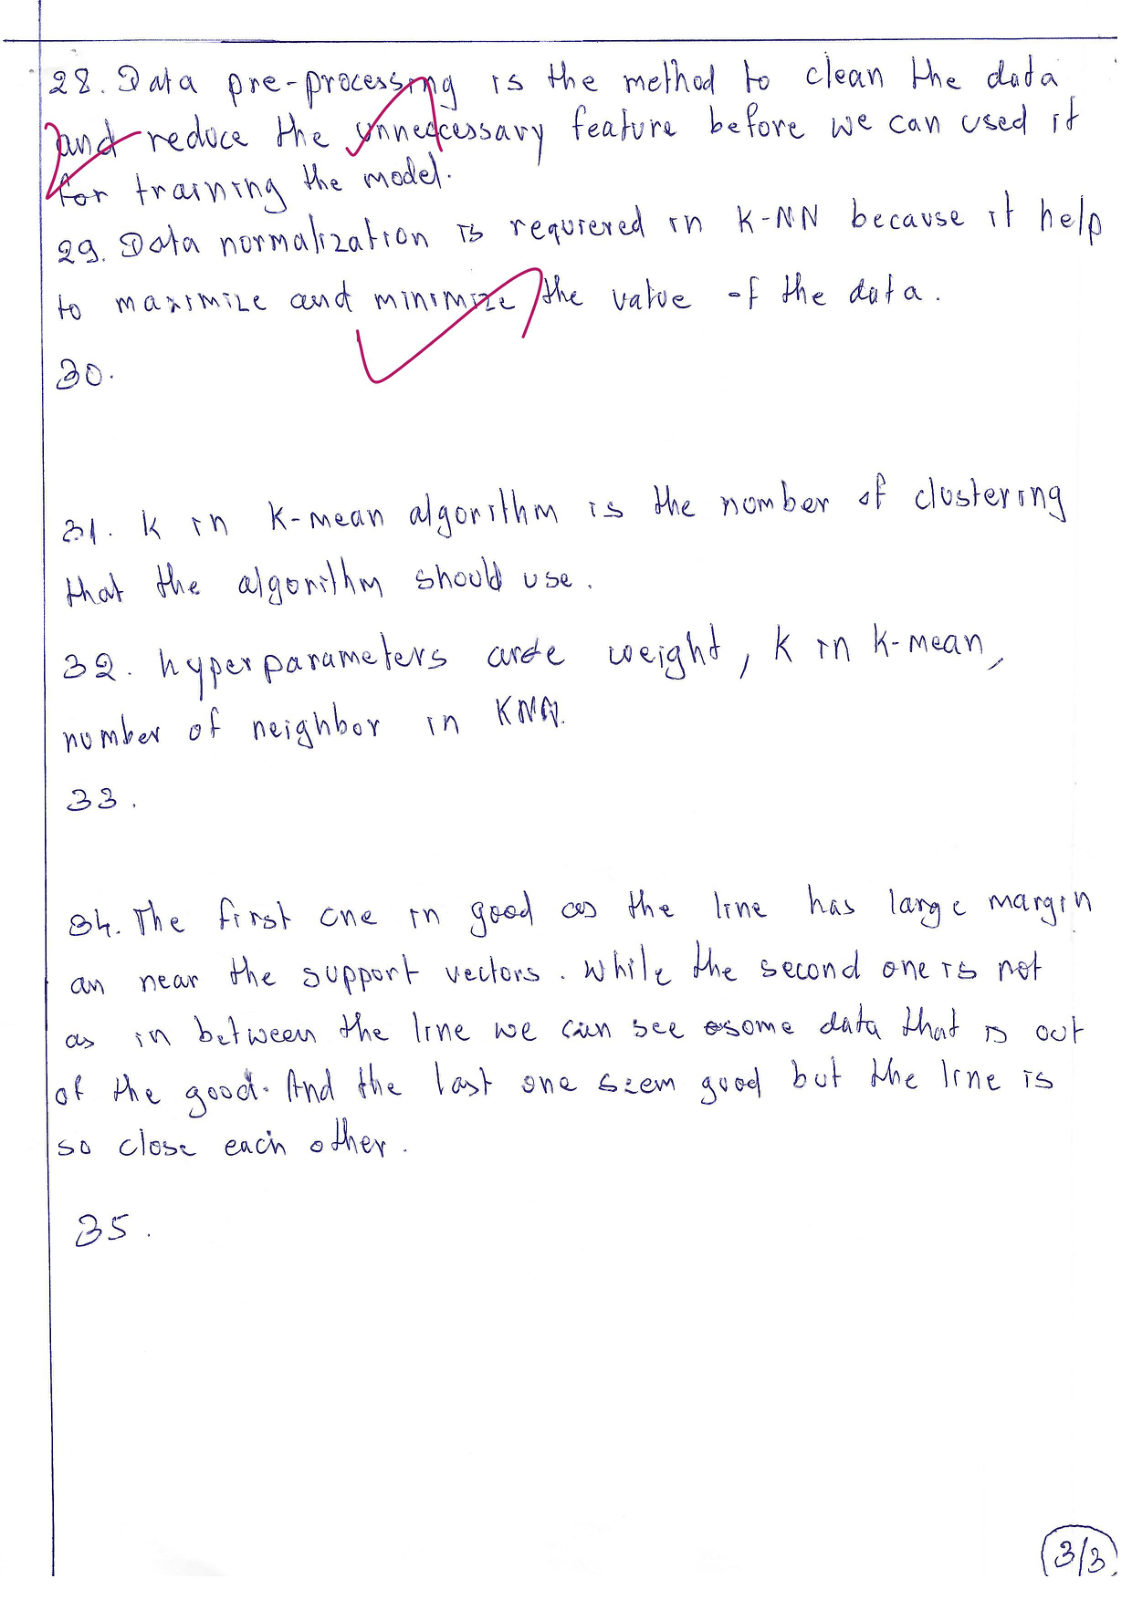 28. Data pre-processing is the method to clean the data
and reduce the unneccessary feature before we can used it
for training the model.
29. Data normalization is requiered in K-NN because it help
to maximize and minimize the value of the data.
30.
31. K in K-mean algorithm is the number of clustering
that the algorithm should use.
32. hyperparameters are weight, K in K-mean,
number of neighbor in KNN.
33.
34. The first one in good as the line has large margin
an near the support vectors. While the second one is not
as in between the line we can see some data that is out
of the good. And the last one seem good but the line is
so close each other.
35.
3/3